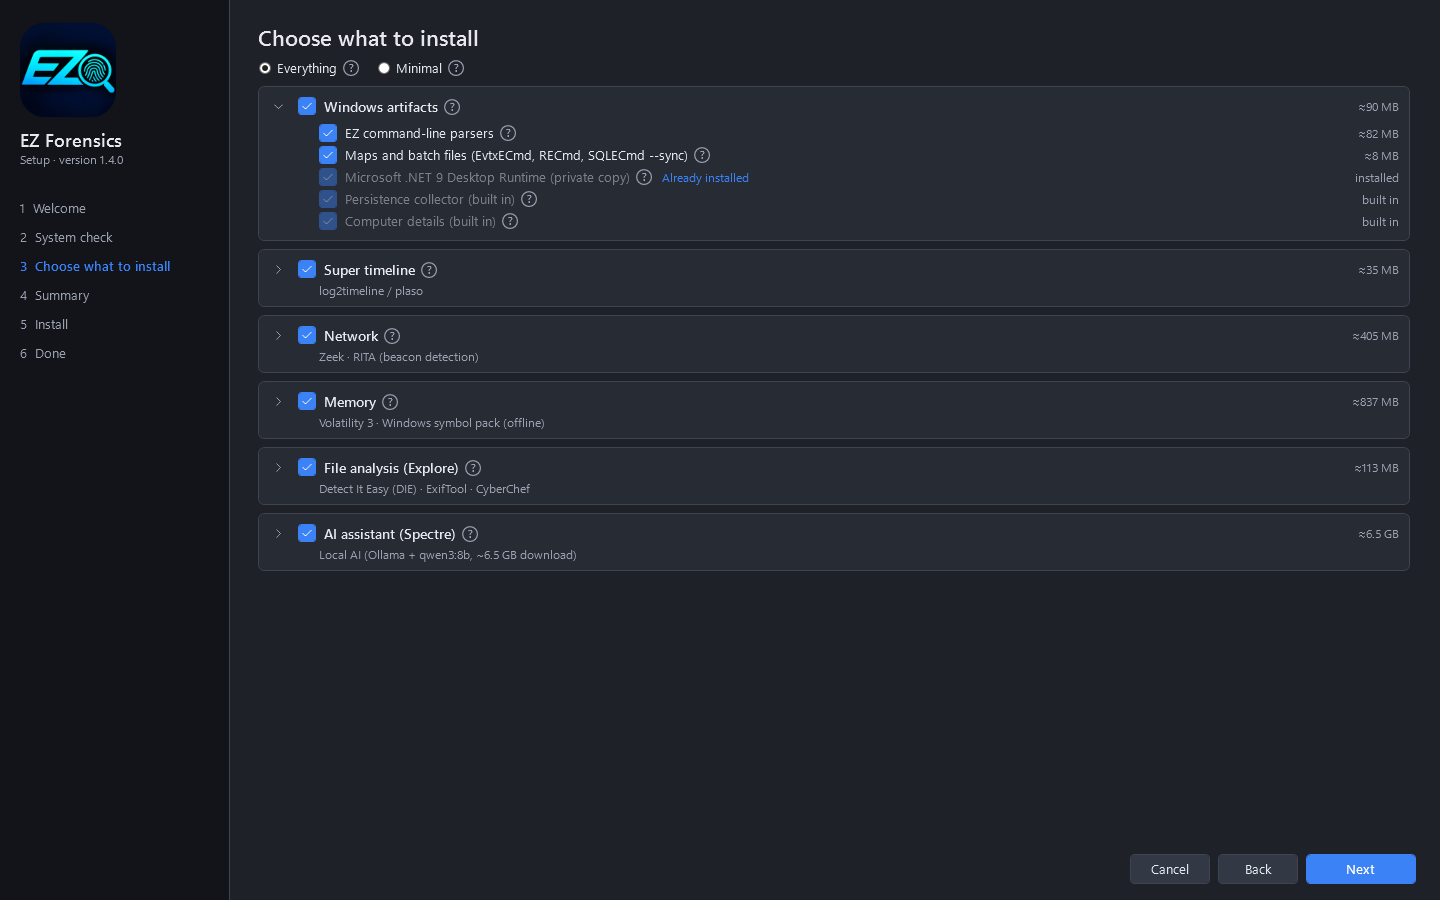 EZ
EZ Forensics
Setup · version 1.4.0
1 Welcome
2 System check
3 Choose what to install
4 Summary
5 Install
6 Done
Choose what to install
Everything ? Minimal ?
Windows artifacts ? ≈90 MB
EZ command-line parsers ? ≈82 MB
Maps and batch files (EvtxECmd, RECmd, SQLECmd --sync) ? ≈8 MB
Microsoft .NET 9 Desktop Runtime (private copy) ? Already installed installed
Persistence collector (built in) ? built in
Computer details (built in) ? built in
Super timeline ? ≈35 MB
log2timeline / plaso
Network ? ≈405 MB
Zeek · RITA (beacon detection)
Memory ? ≈837 MB
Volatility 3 · Windows symbol pack (offline)
File analysis (Explore) ? ≈113 MB
Detect It Easy (DIE) · ExifTool · CyberChef
AI assistant (Spectre) ? ≈6.5 GB
Local AI (Ollama + qwen3:8b, ~6.5 GB download)
Cancel Back Next